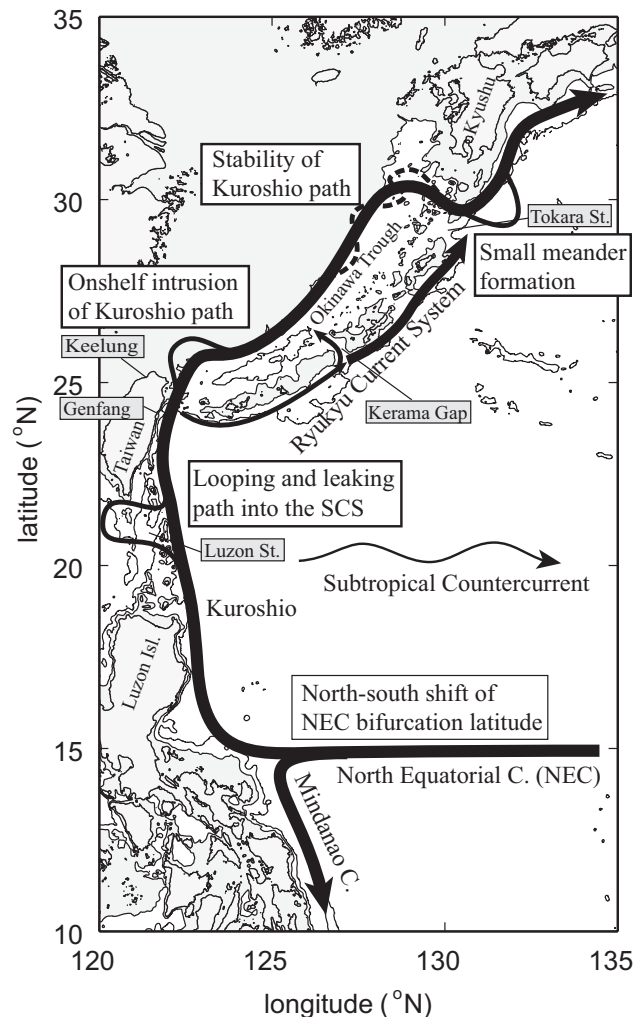 35
30
25
20
15
10
latitude (°N)
120
125
130
135
longitude (°N)
Kyushu
Stability of
Kuroshio path
Tokara St.
Small meander
formation
Okinawa Trough
Onshelf intrusion
of Kuroshio path
Keelung
Genfang
Taiwan
Ryukyu Current System
Kerama Gap
Looping and leaking
path into the SCS
Luzon St.
Subtropical Countercurrent
Kuroshio
Luzon Isl.
North-south shift of
NEC bifurcation latitude
North Equatorial C. (NEC)
Mindanao C.